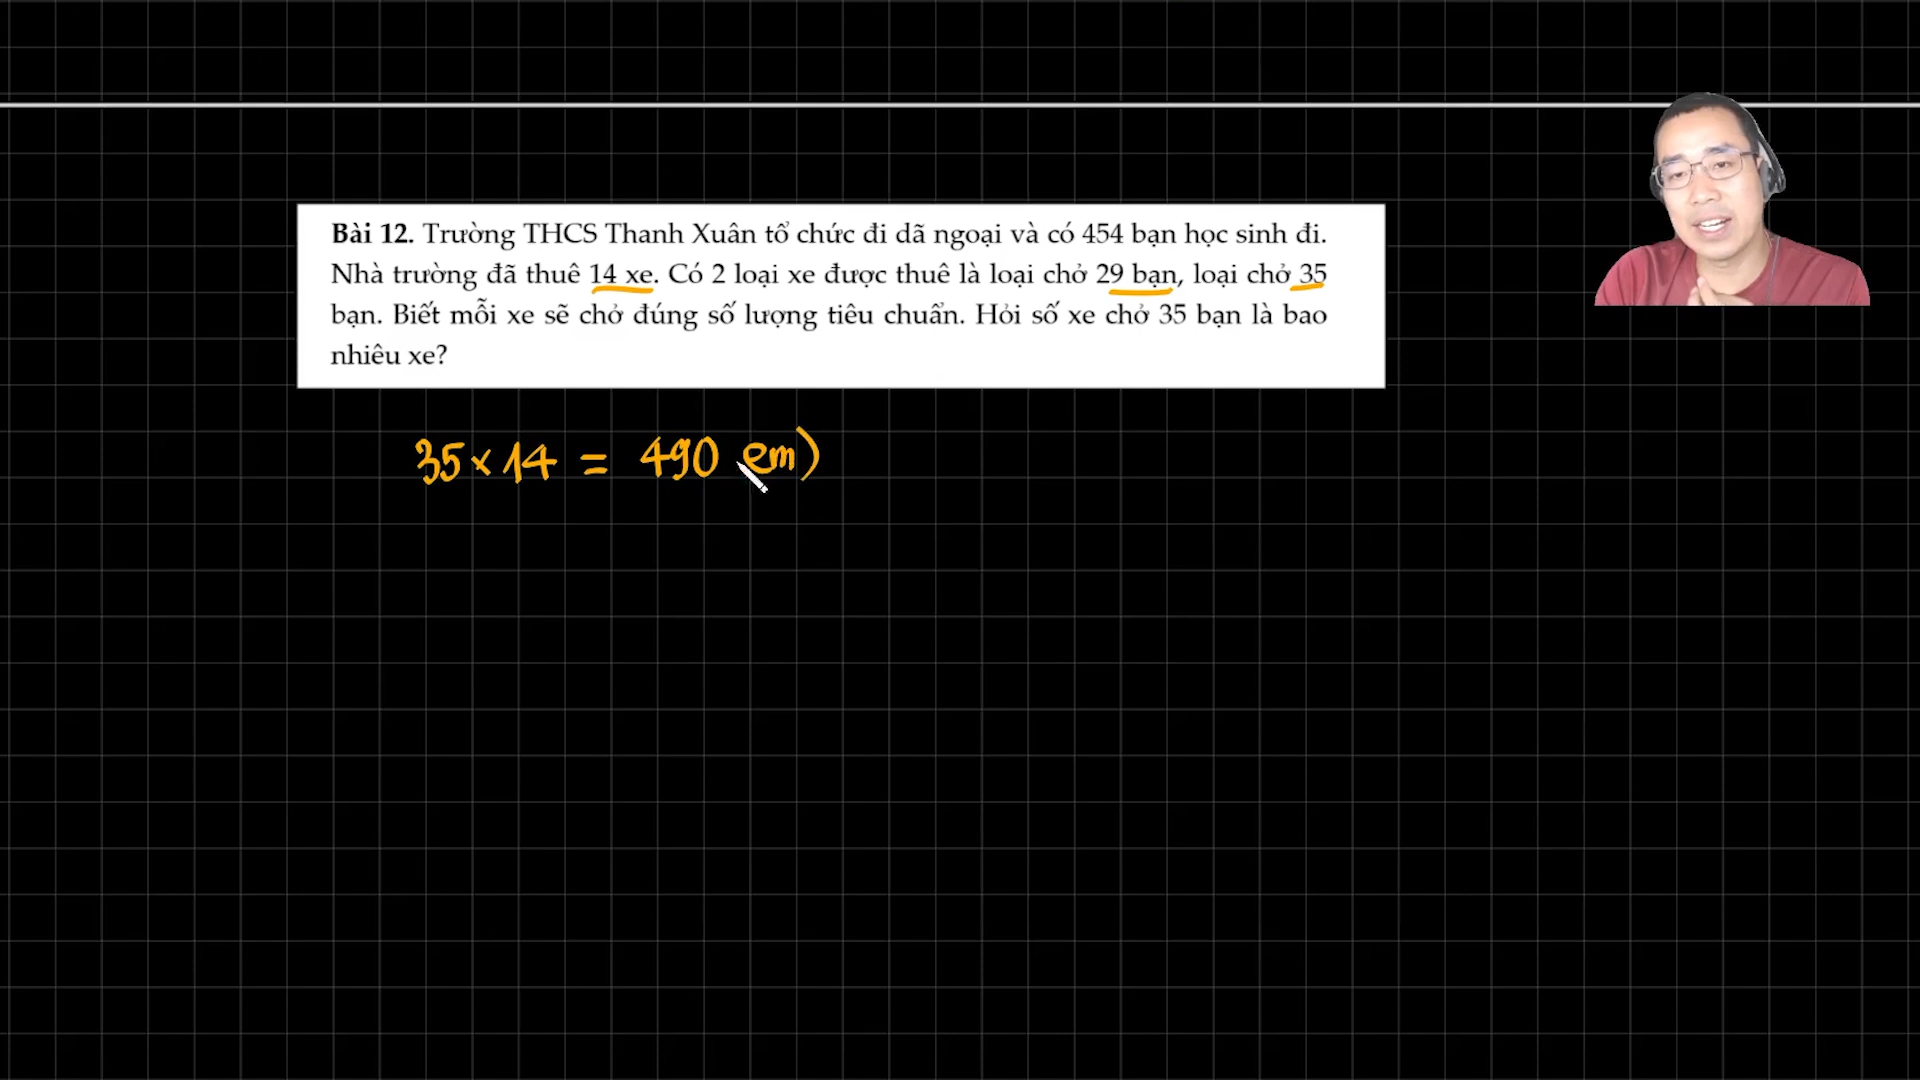 Bài 12. Trường THCS Thanh Xuân tổ chức đi dã ngoại và có 454 bạn học sinh đi.
Nhà trường đã thuê 14 xe. Có 2 loại xe được thuê là loại chở 29 bạn, loại chở 35
bạn. Biết mỗi xe sẽ chở đúng số lượng tiêu chuẩn. Hỏi số xe chở 35 bạn là bao
nhiêu xe?
35 × 14 = 490 em)